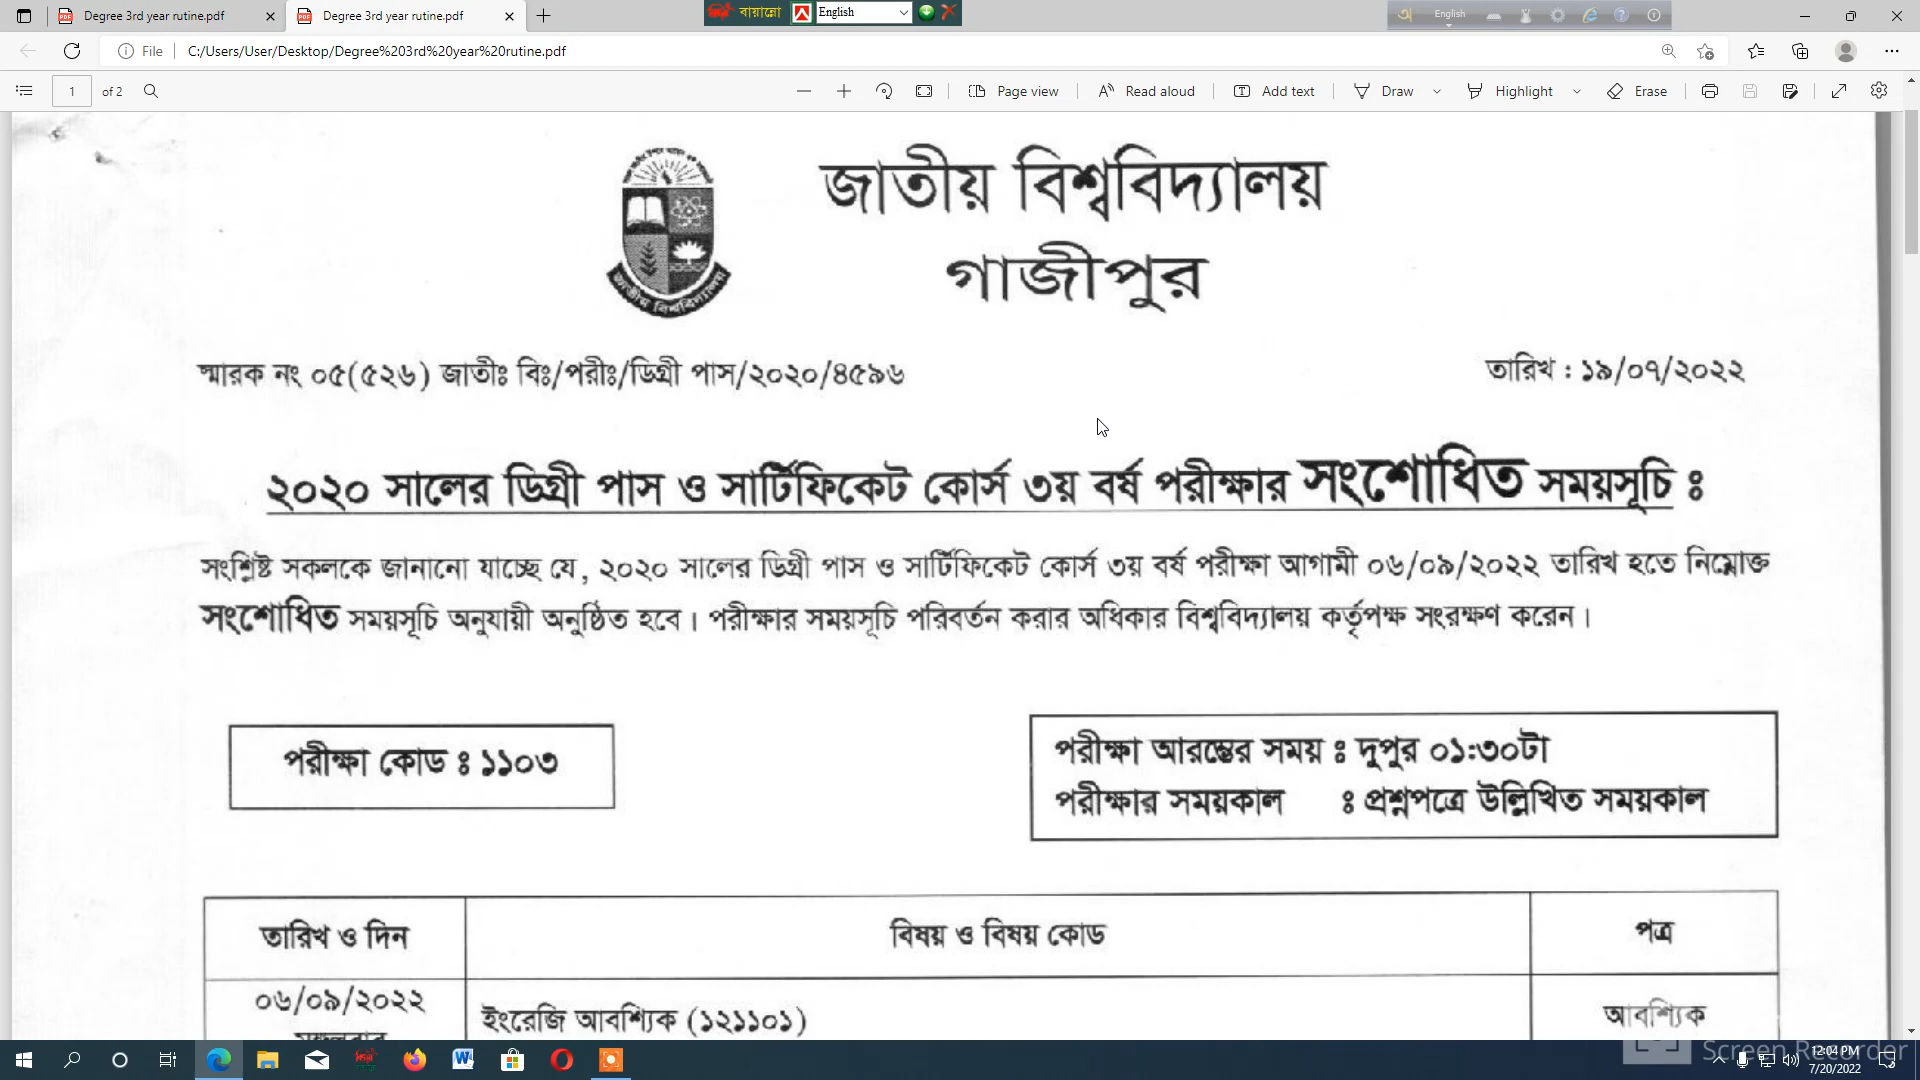 Degree 3rd year rutine.pdf
Degree 3rd year rutine.pdf
বায়ান্নো
English
English
File
C:/Users/User/Desktop/Degree%203rd%20year%20rutine.pdf
1 of 2
Page view
Read aloud
Add text
Draw
Highlight
Erase
জাতীয় বিশ্ববিদ্যালয়
গাজীপুর
স্মারক নং ০৫(৫২৬) জাতীঃ বিঃ/পরীঃ/ডিগ্রী পাস/২০২০/৪৫৯৬
তারিখ : ১৯/০৭/২০২২
২০২০ সালের ডিগ্রী পাস ও সার্টিফিকেট কোর্স ৩য় বর্ষ পরীক্ষার সংশোধিত সময়সূচি ঃ
সংশ্লিষ্ট সকলকে জানানো যাচ্ছে যে, ২০২০ সালের ডিগ্রী পাস ও সার্টিফিকেট কোর্স ৩য় বর্ষ পরীক্ষা আগামী ০৬/০৯/২০২২ তারিখ হতে নিম্নোক্ত
সংশোধিত সময়সূচি অনুযায়ী অনুষ্ঠিত হবে। পরীক্ষার সময়সূচি পরিবর্তন করার অধিকার বিশ্ববিদ্যালয় কর্তৃপক্ষ সংরক্ষণ করেন।
পরীক্ষা কোড ঃ ১১০৩
পরীক্ষা আরম্ভের সময় ঃ দুপুর ০১:৩০টা
পরীক্ষার সময়কাল ঃ প্রশ্নপত্রে উল্লিখিত সময়কাল
তারিখ ও দিন
বিষয় ও বিষয় কোড
পত্র
০৬/০৯/২০২২
ইংরেজি আবশ্যিক (১২১১০১)
আবশ্যিক
Screen Recorder
12:04 PM
7/20/2022